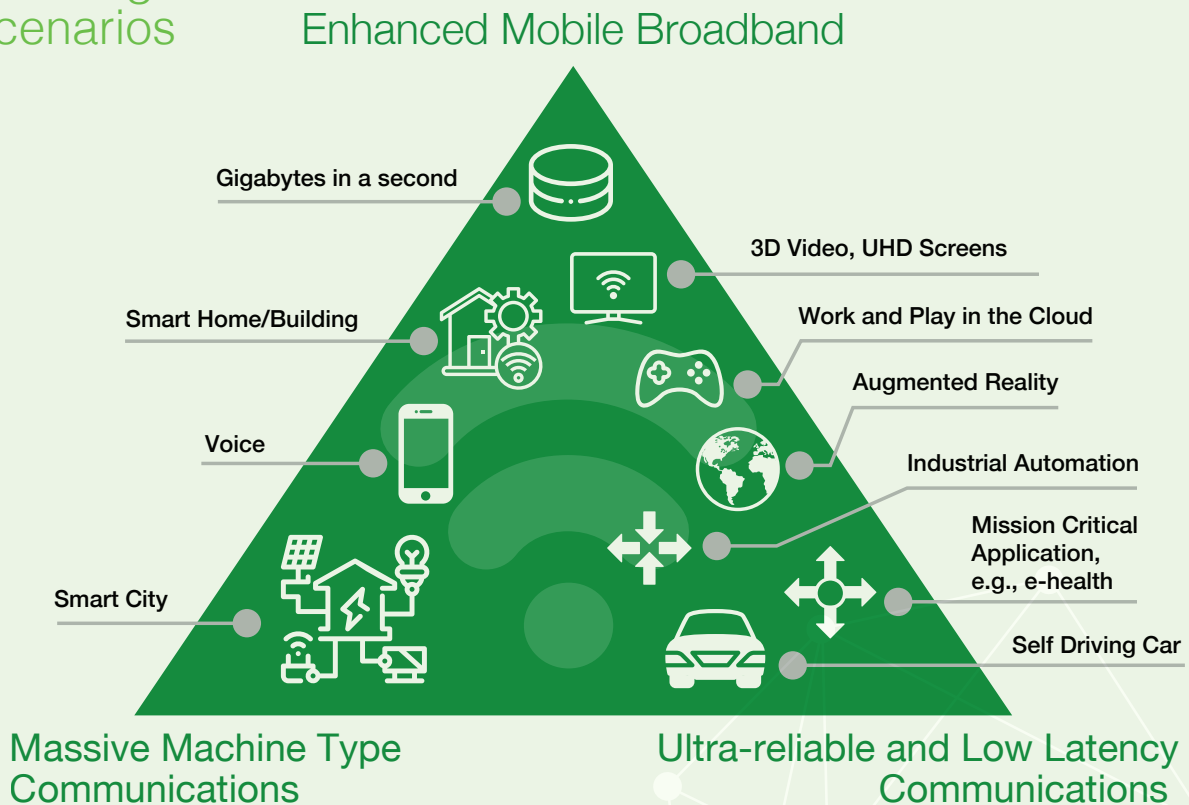 cenarios
Enhanced Mobile Broadband
Gigabytes in a second
3D Video, UHD Screens
Smart Home/Building
Work and Play in the Cloud
Augmented Reality
Voice
Industrial Automation
Mission Critical
Application,
e.g., e-health
Smart City
Self Driving Car
Massive Machine Type
Communications
Ultra-reliable and Low Latency
Communications